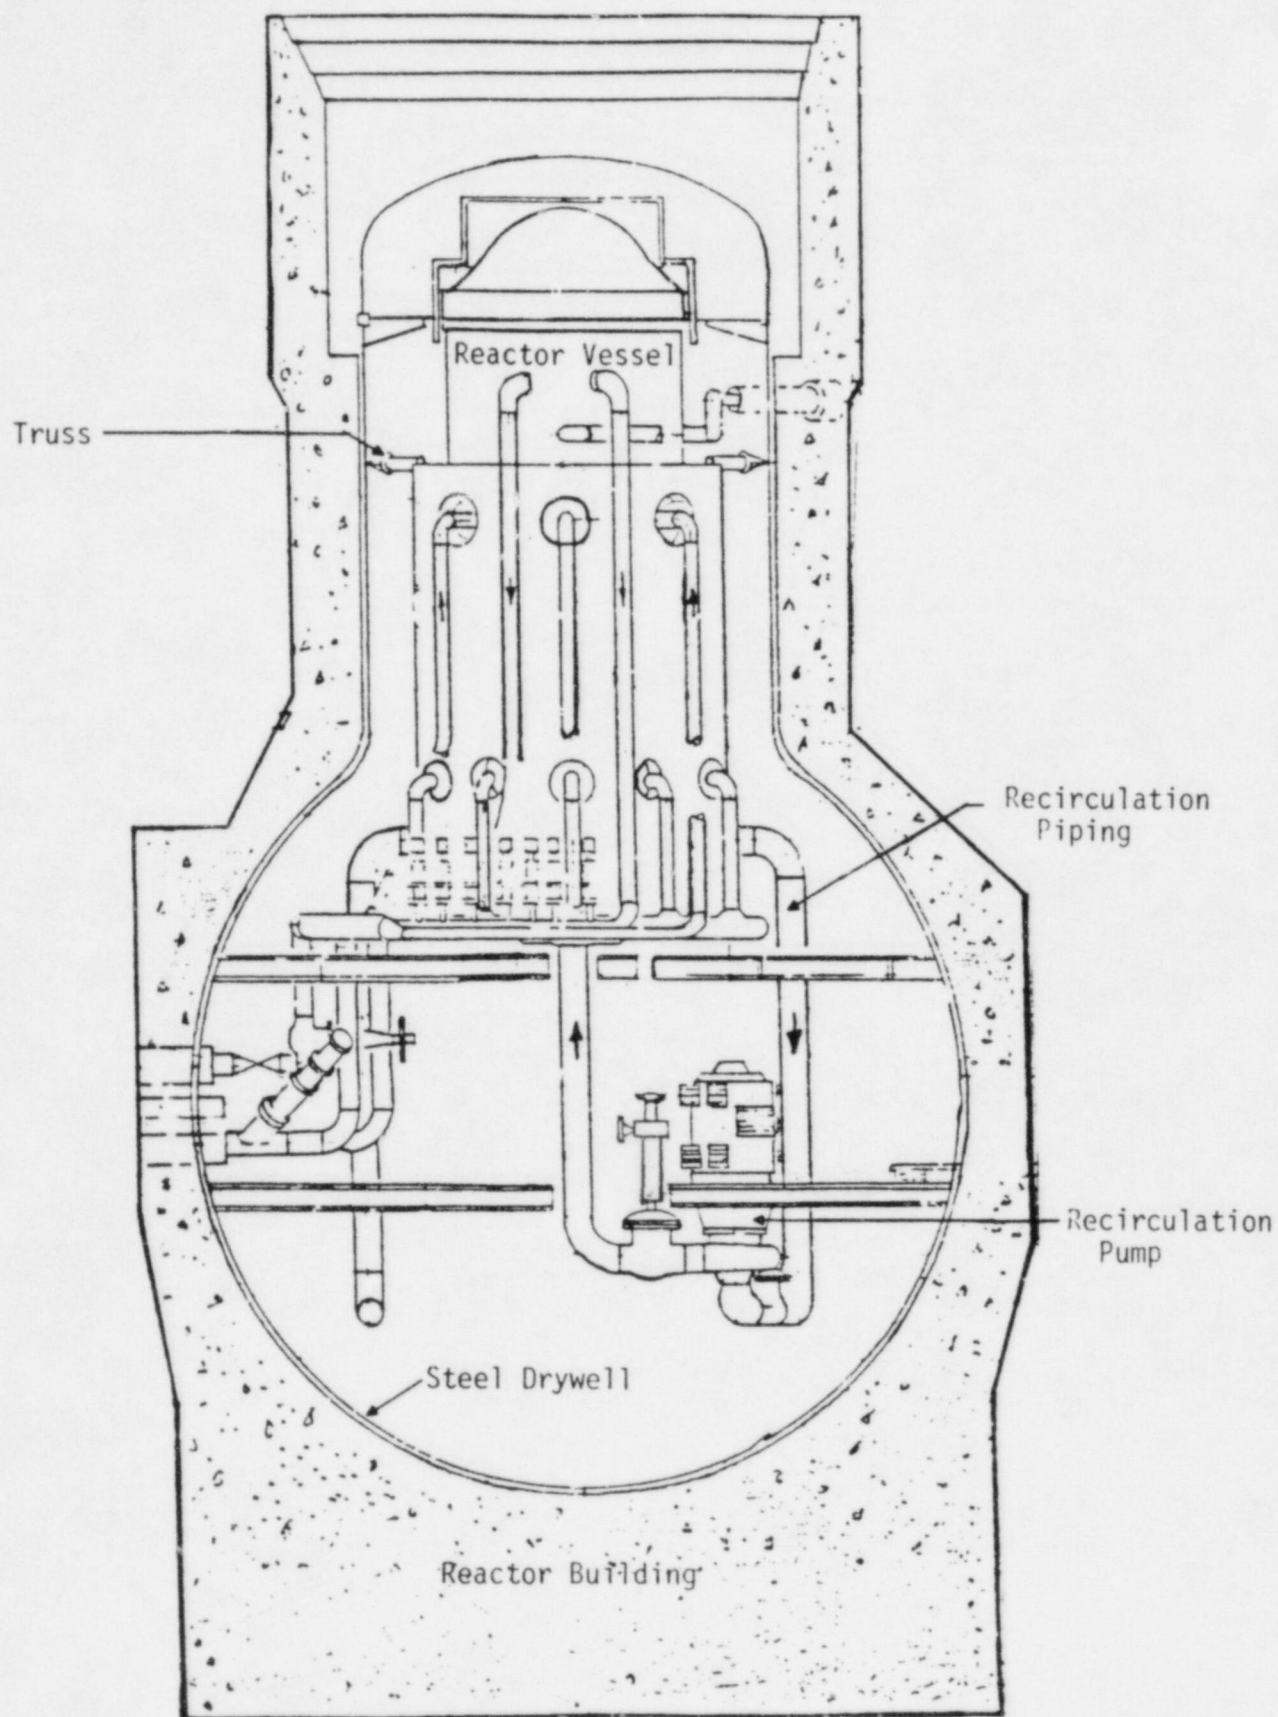 Reactor Vessel
Truss
Recirculation
Piping
Recirculation
Pump
Steel Drywell
Reactor Building